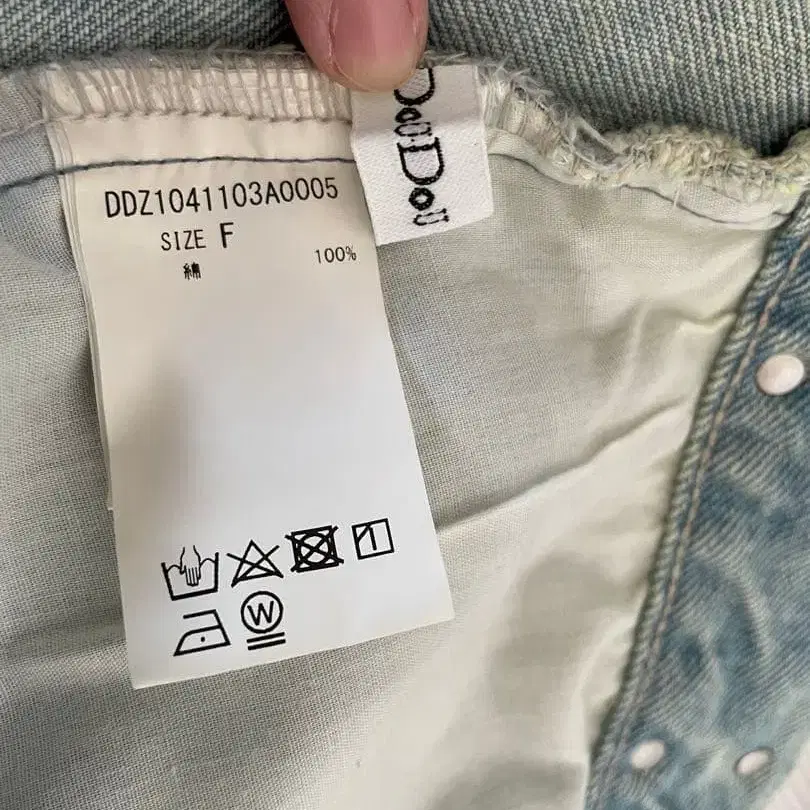 DDZ1041103A0005
SIZE F
綿 100%
DouDou
W